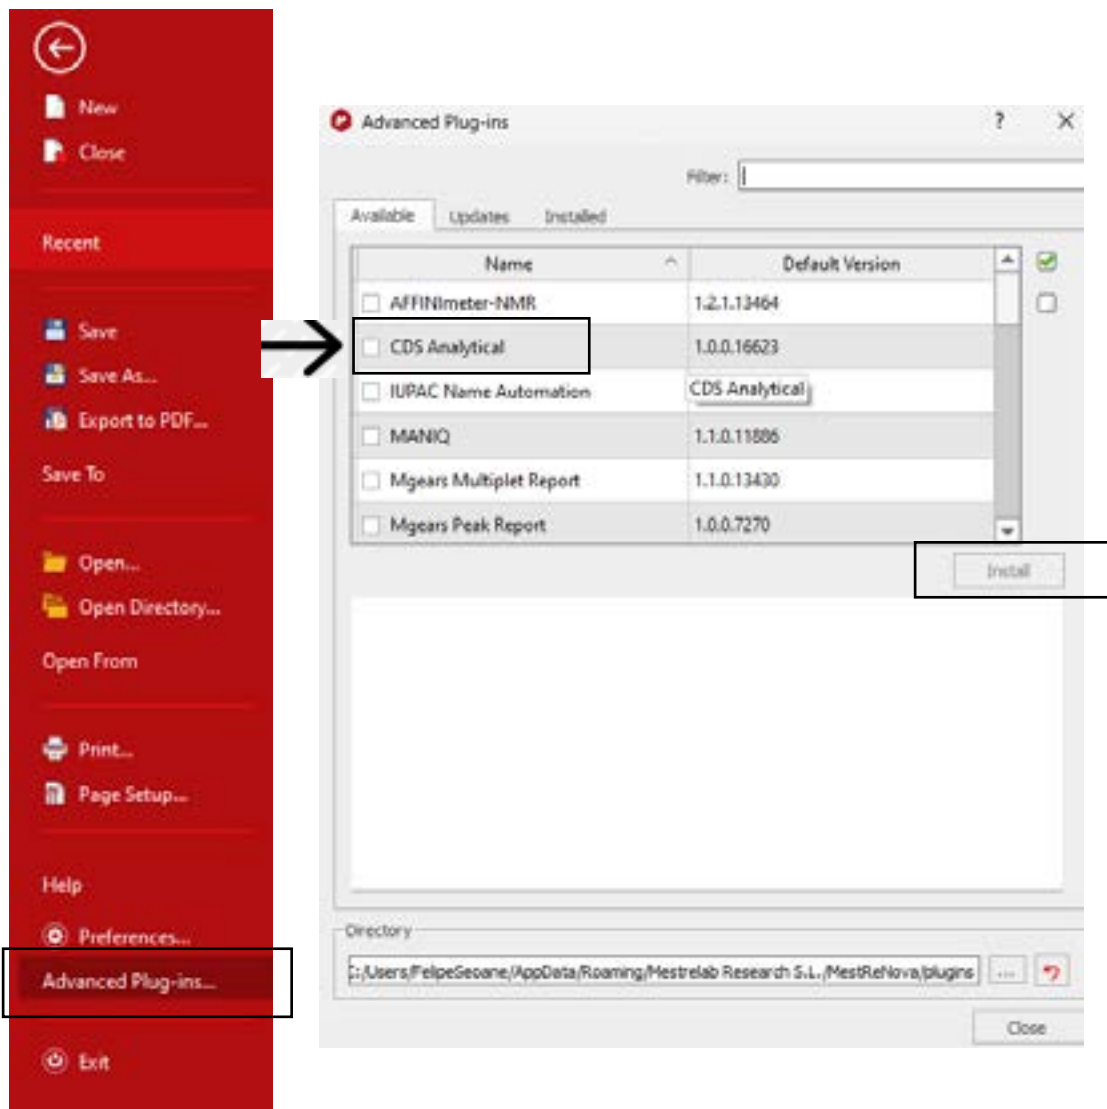 New
Close
Recent
Save
Save As...
Export to PDF...
Save To
Open...
Open Directory...
Open From
Print...
Page Setup...
Help
Preferences...
Advanced Plug-ins...
Exit
Advanced Plug-ins ? X
Filter:
Available Updates Installed
Name Default Version
AFFINImeter-NMR 1.2.1.13464
CDS Analytical 1.0.0.16623
IUPAC Name Automation CDS Analytical
MANIQ 1.1.0.11886
Mgears Multiplet Report 1.1.0.13430
Mgears Peak Report 1.0.0.7270
Install
Directory
C:/Users/FelipeSeoane/AppData/Roaming/Mestrelab Research S.L./MestReNova/plugins ...
Close